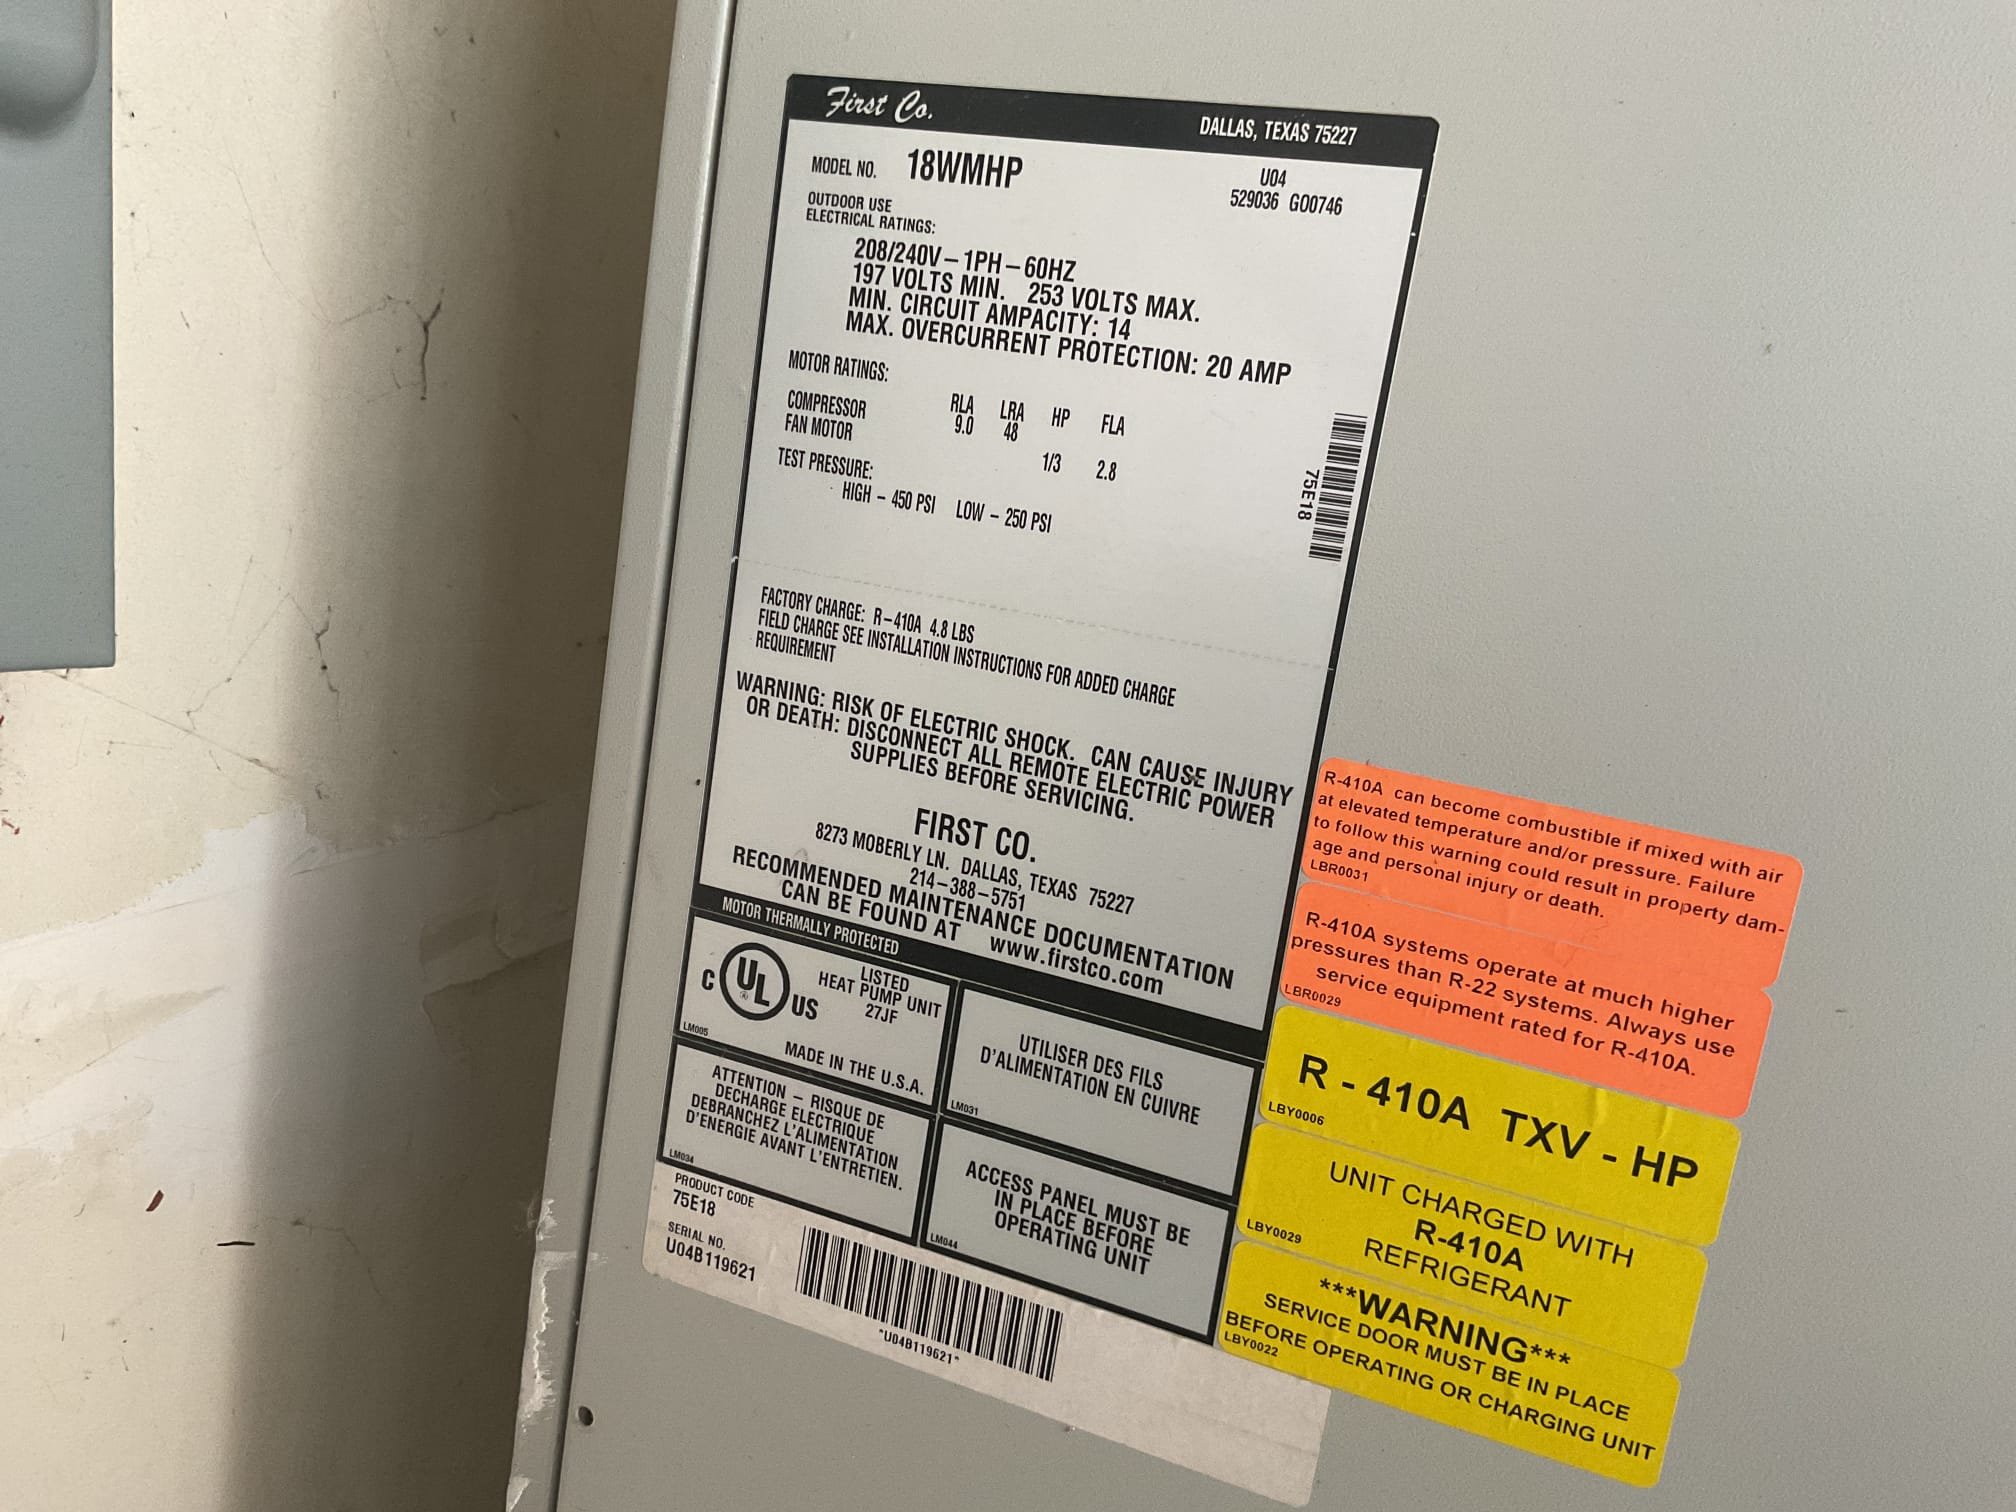 First Co.
DALLAS, TEXAS 75227
MODEL NO. 18WMHP
U04
529036 G00746
OUTDOOR USE
ELECTRICAL RATINGS:
208/240V – 1PH – 60HZ
197 VOLTS MIN. 253 VOLTS MAX.
MIN. CIRCUIT AMPACITY: 14
MAX. OVERCURRENT PROTECTION: 20 AMP
MOTOR RATINGS:
RLA LRA HP FLA
COMPRESSOR 9.0 48
FAN MOTOR 1/3 2.8
TEST PRESSURE:
HIGH – 450 PSI LOW – 250 PSI
75E18
FACTORY CHARGE: R–410A 4.8 LBS
FIELD CHARGE SEE INSTALLATION INSTRUCTIONS FOR ADDED CHARGE
REQUIREMENT
WARNING: RISK OF ELECTRIC SHOCK. CAN CAUSE INJURY
OR DEATH: DISCONNECT ALL REMOTE ELECTRIC POWER
SUPPLIES BEFORE SERVICING.
FIRST CO.
8273 MOBERLY LN. DALLAS, TEXAS 75227
214–388–5751
RECOMMENDED MAINTENANCE DOCUMENTATION
CAN BE FOUND AT www.firstco.com
MOTOR THERMALLY PROTECTED
C UL ® US
LISTED
HEAT PUMP UNIT
27JF
LM005
MADE IN THE U.S.A.
UTILISER DES FILS
D'ALIMENTATION EN CUIVRE
LM031
ATTENTION – RISQUE DE
DECHARGE ELECTRIQUE
DEBRANCHEZ L'ALIMENTATION
D'ENERGIE AVANT L'ENTRETIEN.
LM034
ACCESS PANEL MUST BE
IN PLACE BEFORE
OPERATING UNIT
LM044
PRODUCT CODE
75E18
SERIAL NO.
U04B119621
*U04B119621*
R-410A can become combustible if mixed with air
at elevated temperature and/or pressure. Failure
to follow this warning could result in property dam-
age and personal injury or death.
LBR0031
R-410A systems operate at much higher
pressures than R-22 systems. Always use
service equipment rated for R-410A.
LBR0029
R - 410A TXV - HP
LBY0006
UNIT CHARGED WITH
R-410A
REFRIGERANT
LBY0029
***WARNING***
SERVICE DOOR MUST BE IN PLACE
BEFORE OPERATING OR CHARGING UNIT
LBY0022